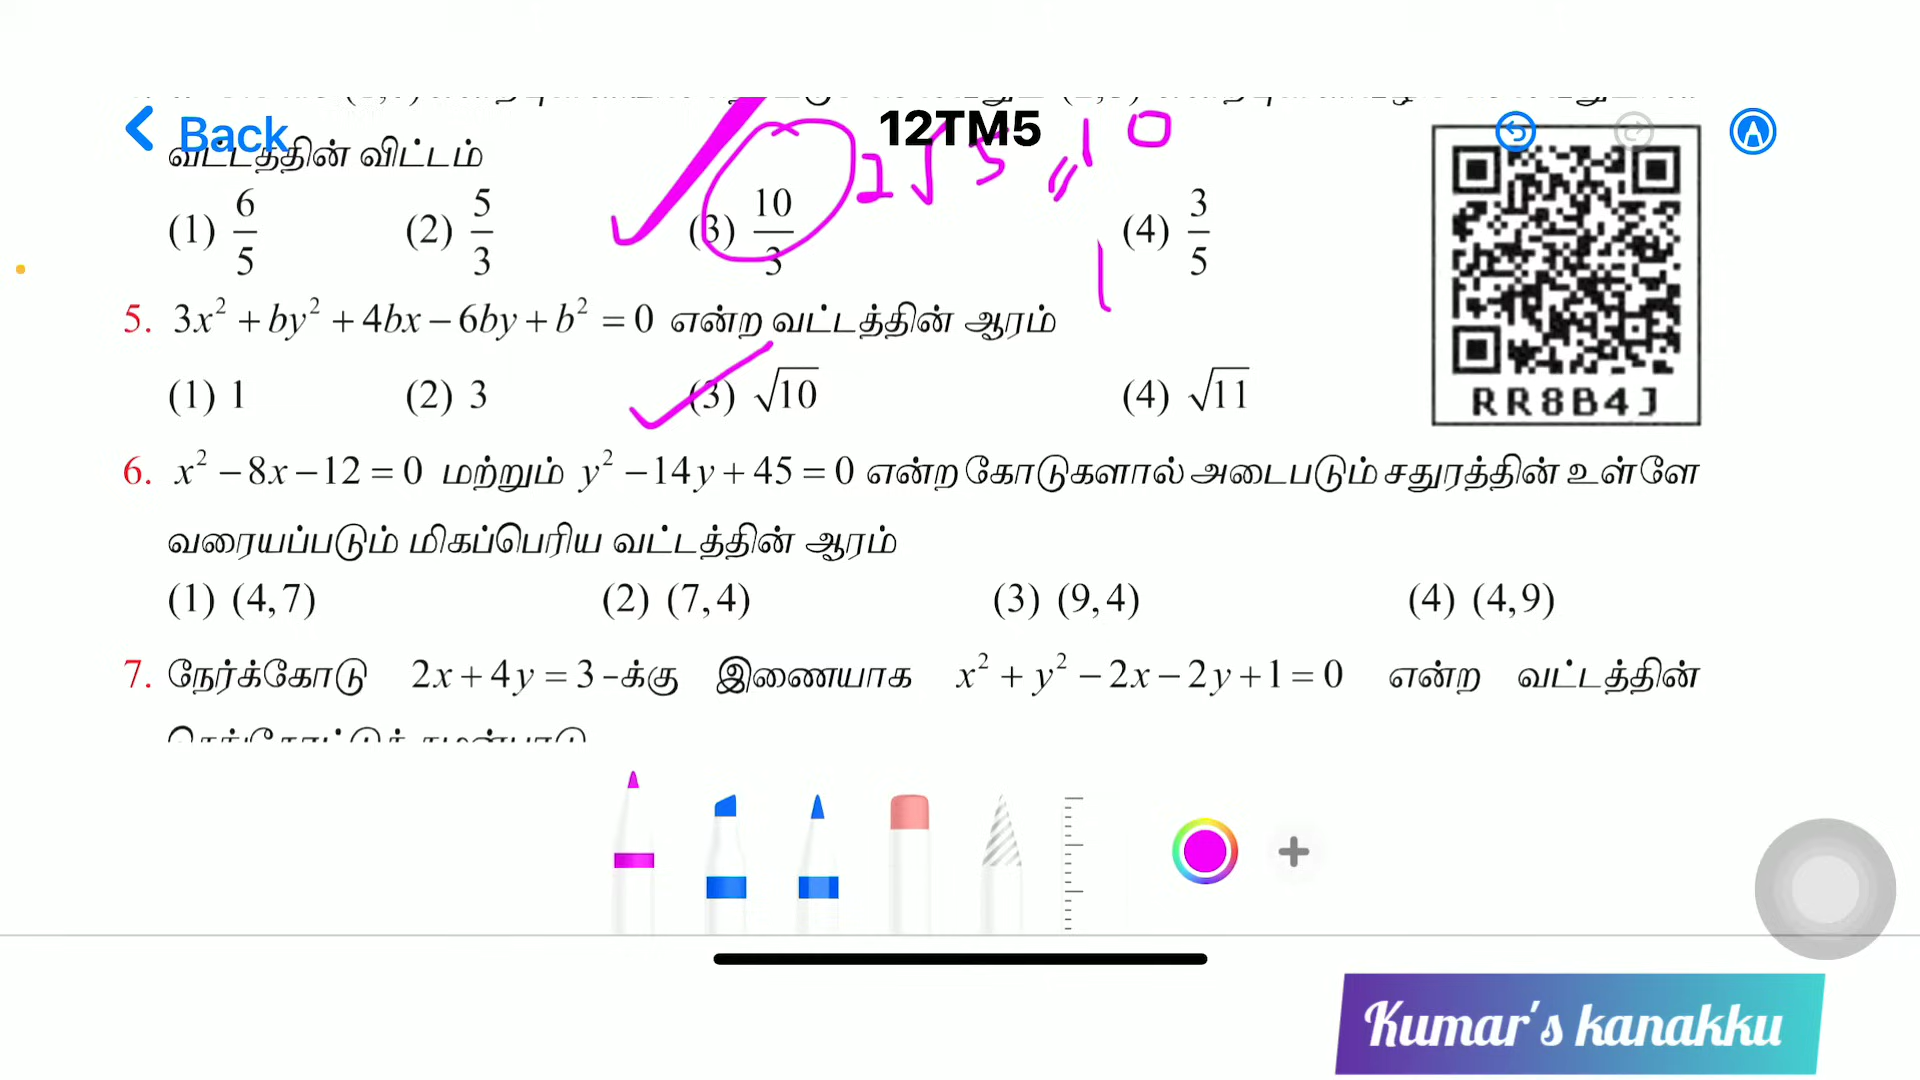 Back
12TM5
வட்டத்தின் விட்டம்
2√5 10
(1) 6/5 (2) 5/3 (3) 10/3 (4) 3/5
5. 3x² + by² + 4bx − 6by + b² = 0 என்ற வட்டத்தின் ஆரம்
(1) 1 (2) 3 (3) √10 (4) √11
RR8B4J
6. x² − 8x − 12 = 0 மற்றும் y² − 14y + 45 = 0 என்ற கோடுகளால் அடைபடும் சதுரத்தின் உள்ளே
வரையப்படும் மிகப்பெரிய வட்டத்தின் ஆரம்
(1) (4,7) (2) (7,4) (3) (9,4) (4) (4,9)
7. நேர்க்கோடு 2x + 4y = 3 -க்கு இணையாக x² + y² − 2x − 2y + 1 = 0 என்ற வட்டத்தின்
Kumar's kanakku